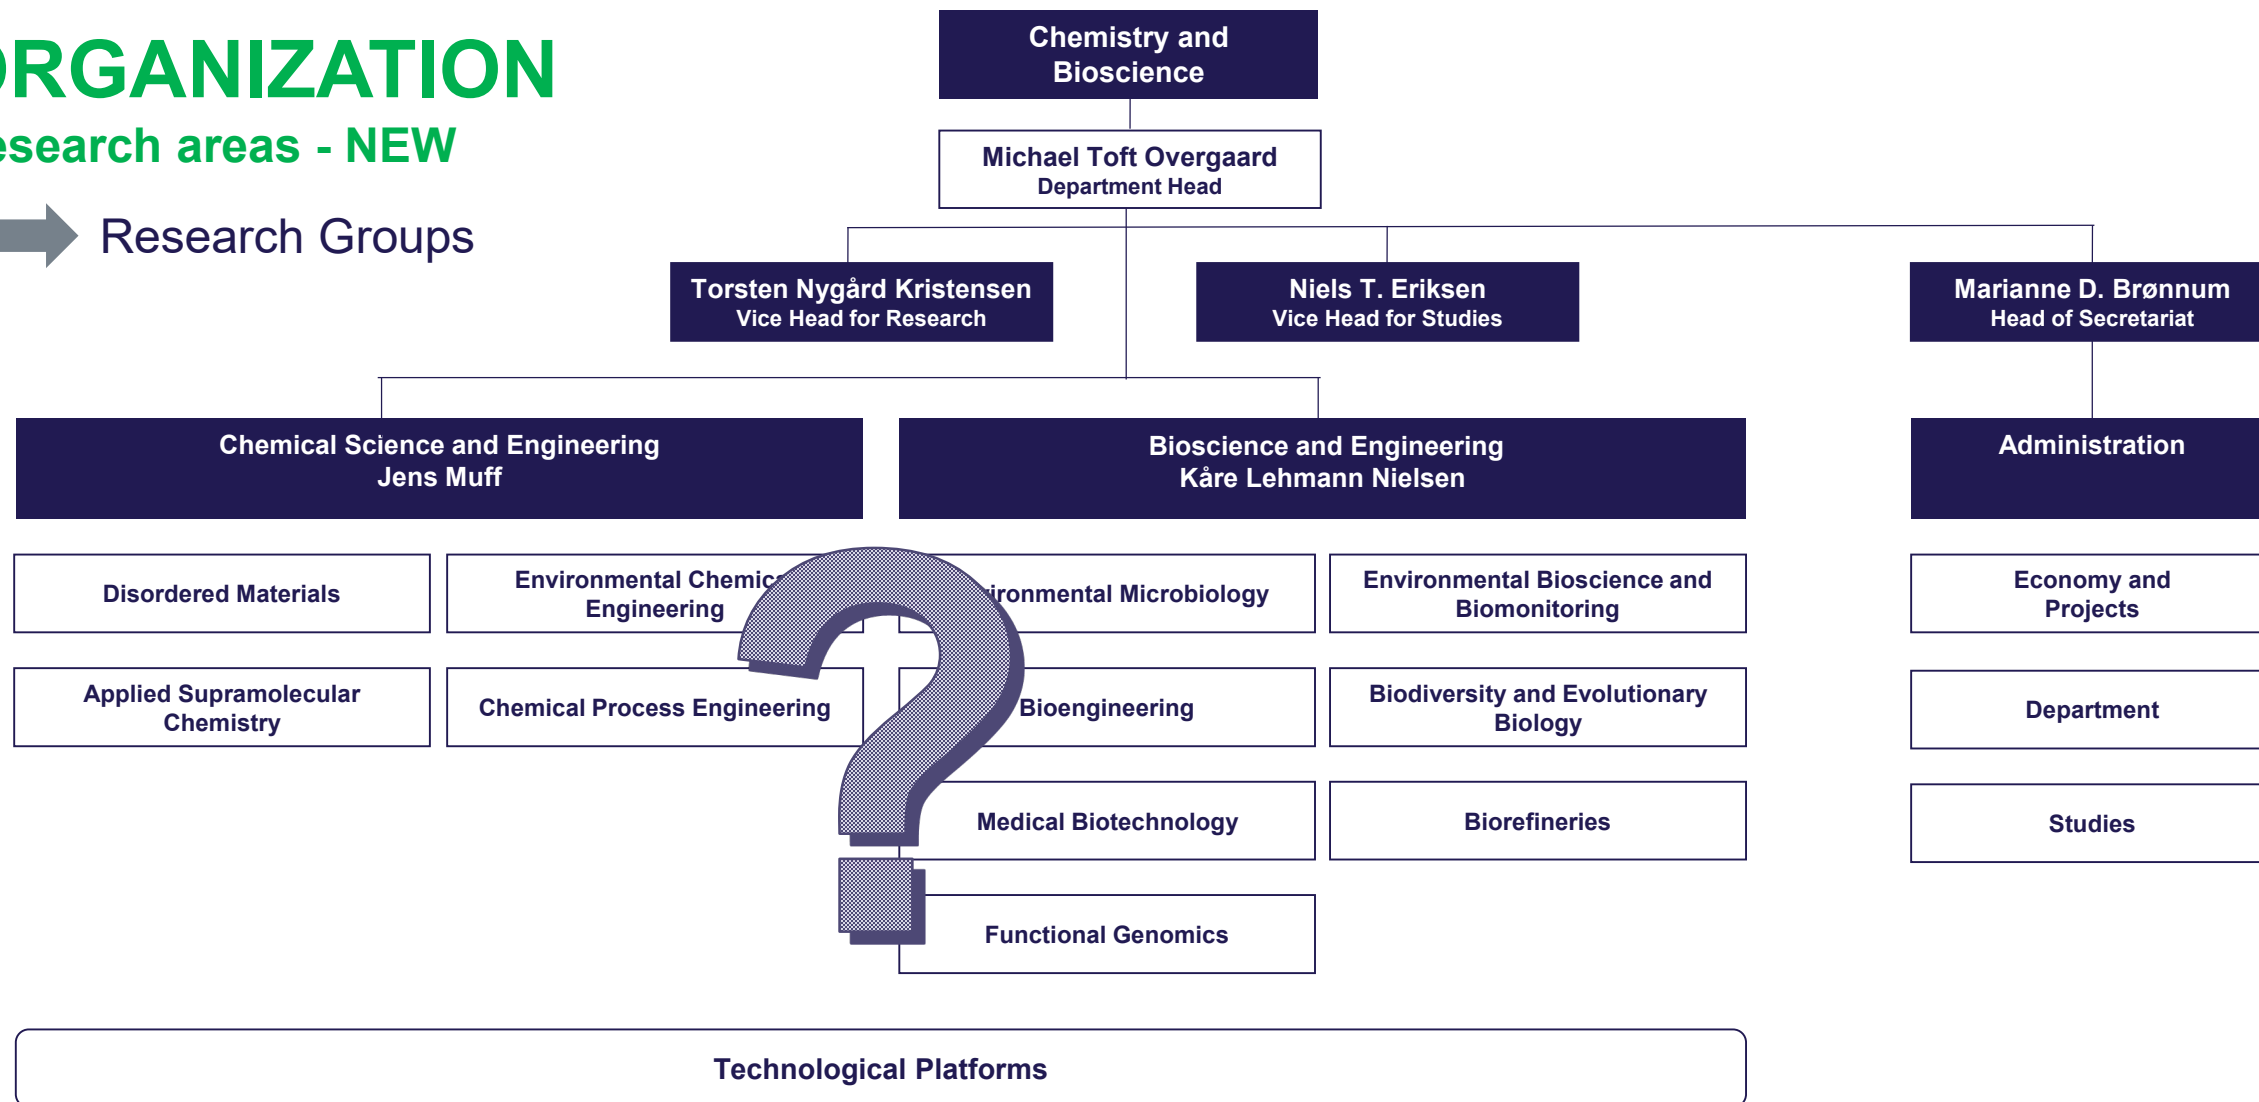 ORGANIZATION
esearch areas - NEW
Research Groups
Chemistry and
Bioscience
Michael Toft Overgaard
Department Head
Torsten Nygård Kristensen
Vice Head for Research
Niels T. Eriksen
Vice Head for Studies
Marianne D. Brønnum
Head of Secretariat
Chemical Science and Engineering
Jens Muff
Bioscience and Engineering
Kåre Lehmann Nielsen
Administration
Disordered Materials
Environmental Chemic
Engineering
ironmental Microbiology
Environmental Bioscience and
Biomonitoring
Economy and
Projects
Applied Supramolecular
Chemistry
Chemical Process Engineering
Bioengineering
Biodiversity and Evolutionary
Biology
Department
?
Medical Biotechnology
Biorefineries
Studies
Functional Genomics
Technological Platforms